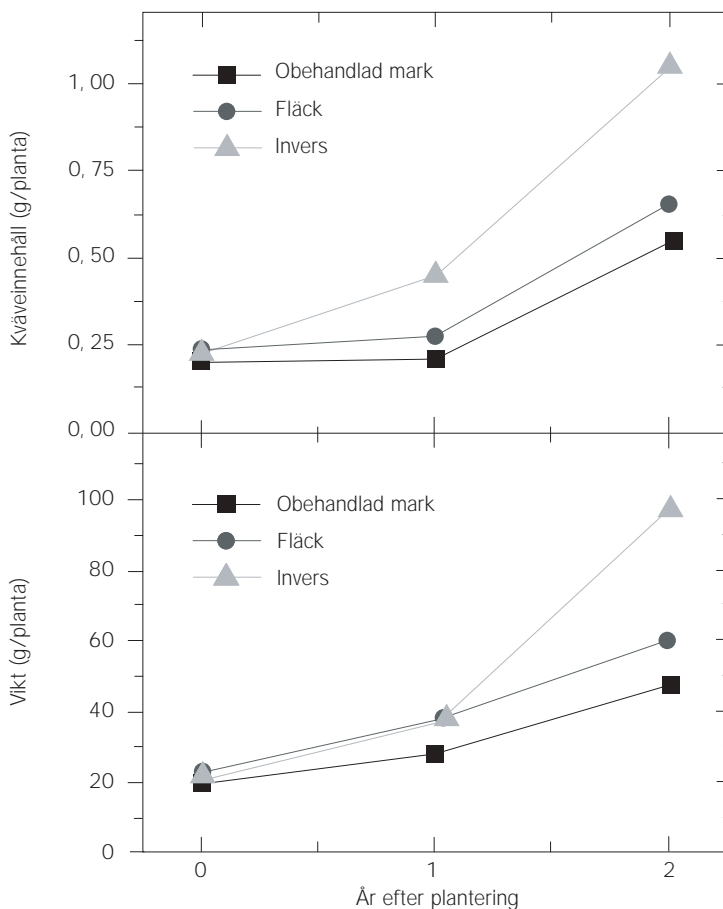 Kväveinnehåll (g/planta)
1,00
0,75
0,50
0,25
0,00
Obehandlad mark
Fläck
Invers
Vikt (g/planta)
100
80
60
40
20
0
Obehandlad mark
Fläck
Invers
0 1 2
År efter plantering